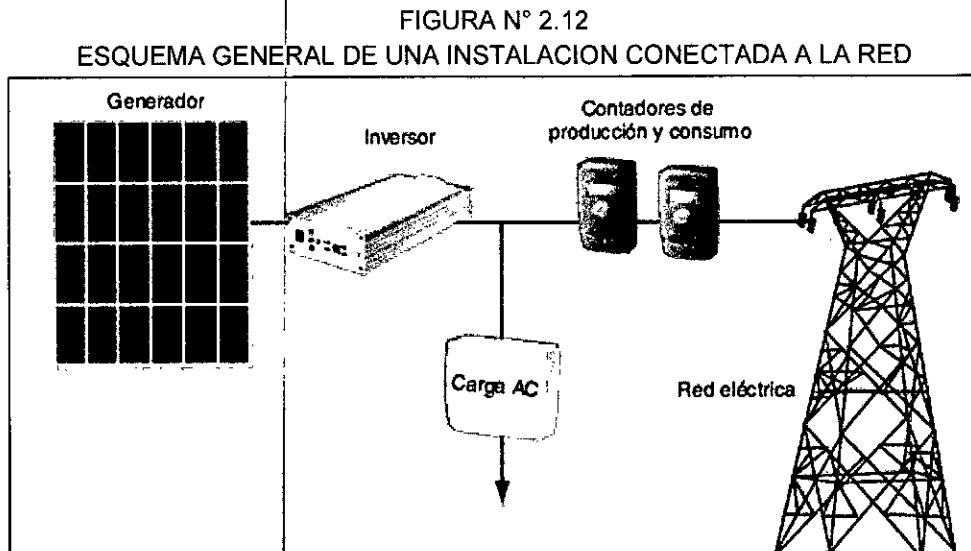 FIGURA N° 2.12
ESQUEMA GENERAL DE UNA INSTALACION CONECTADA A LA RED
Generador
Inversor
Contadores de
producción y consumo
Carga AC
Red eléctrica